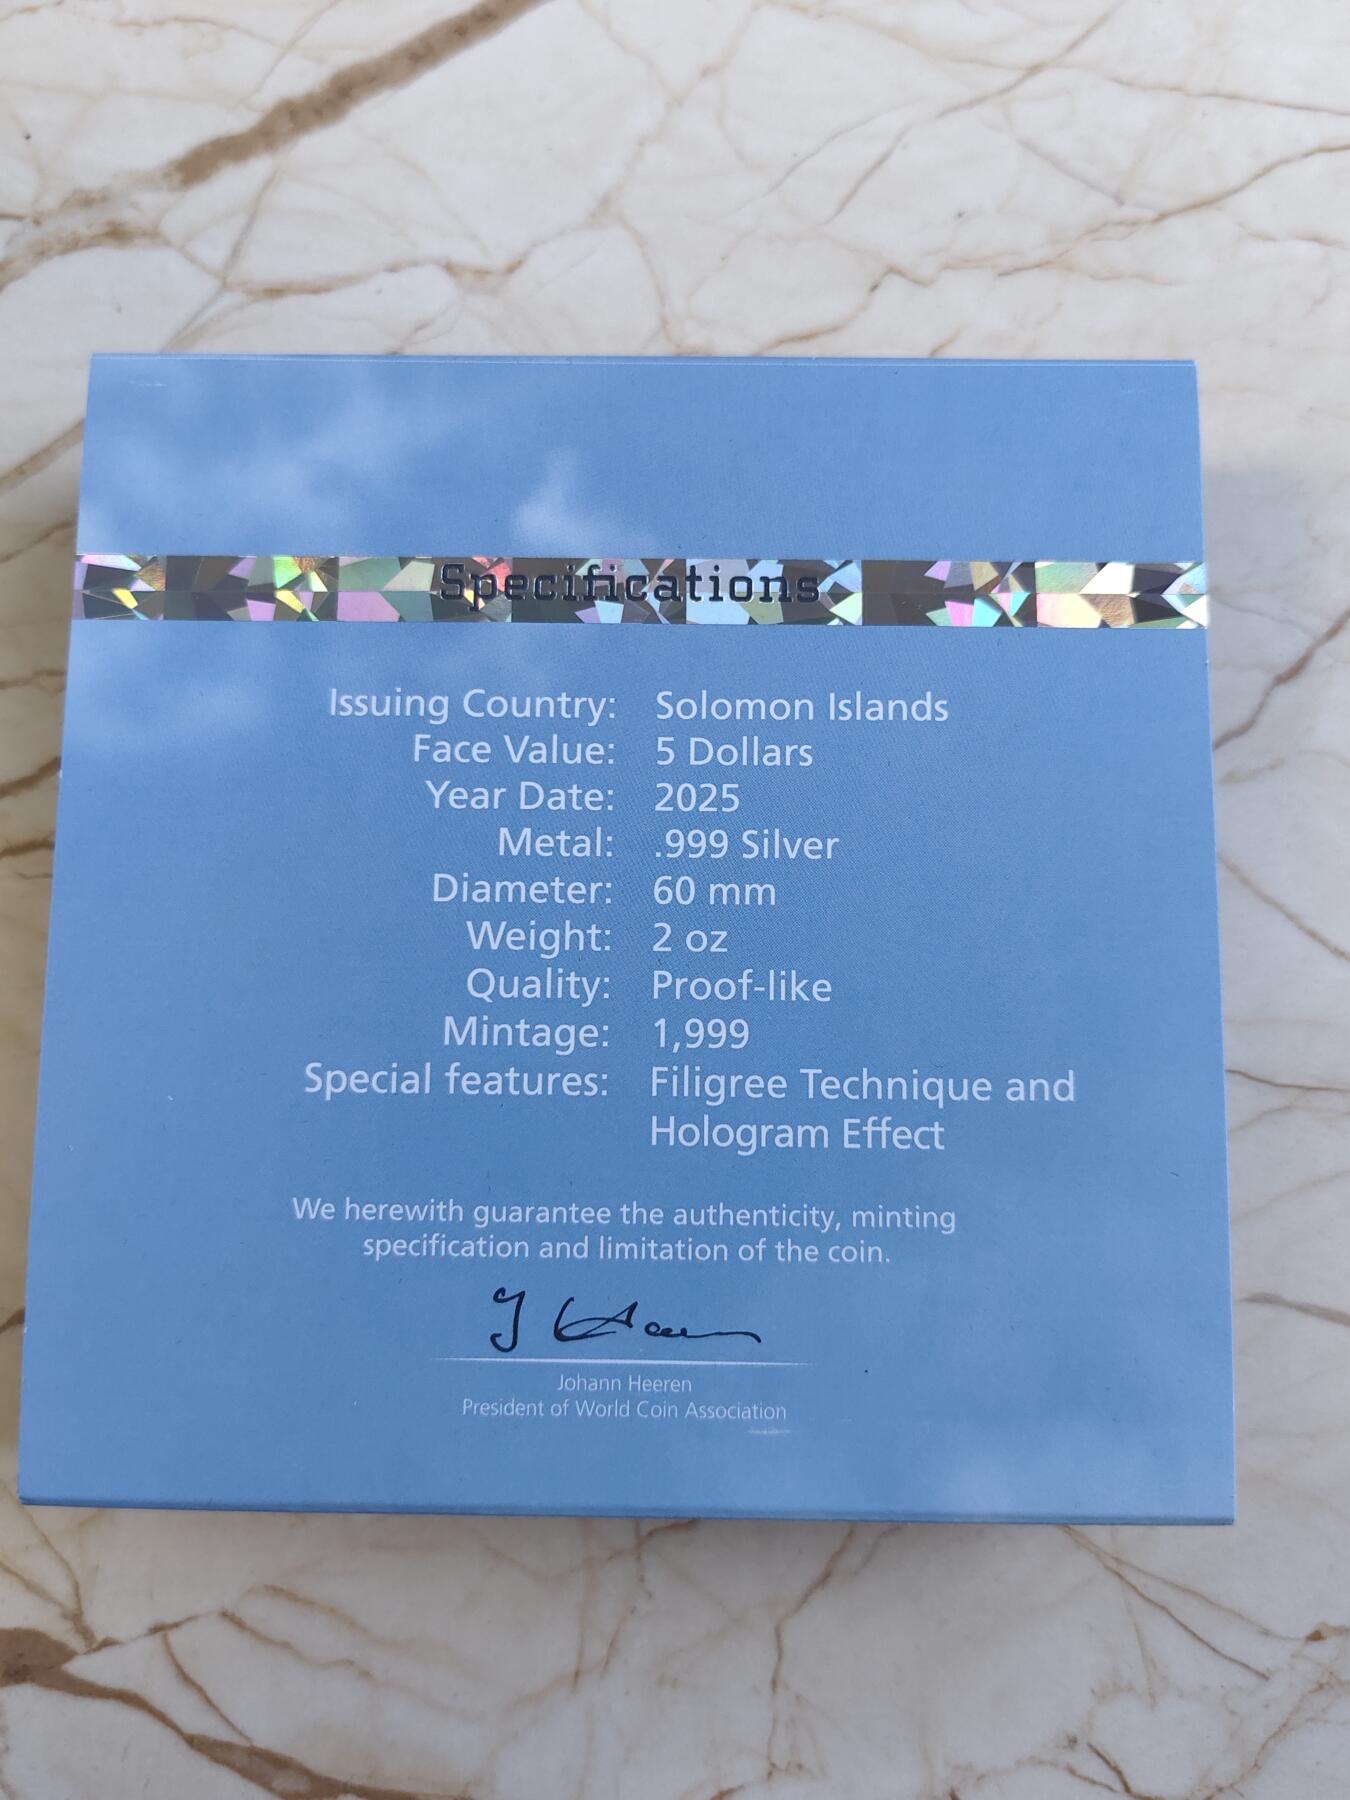 Specifications
Issuing Country: Solomon Islands
Face Value: 5 Dollars
Year Date: 2025
Metal: .999 Silver
Diameter: 60 mm
Weight: 2 oz
Quality: Proof-like
Mintage: 1,999
Special features: Filigree Technique and
Hologram Effect
We herewith guarantee the authenticity, minting
specification and limitation of the coin.
Johann Heeren
President of World Coin Association